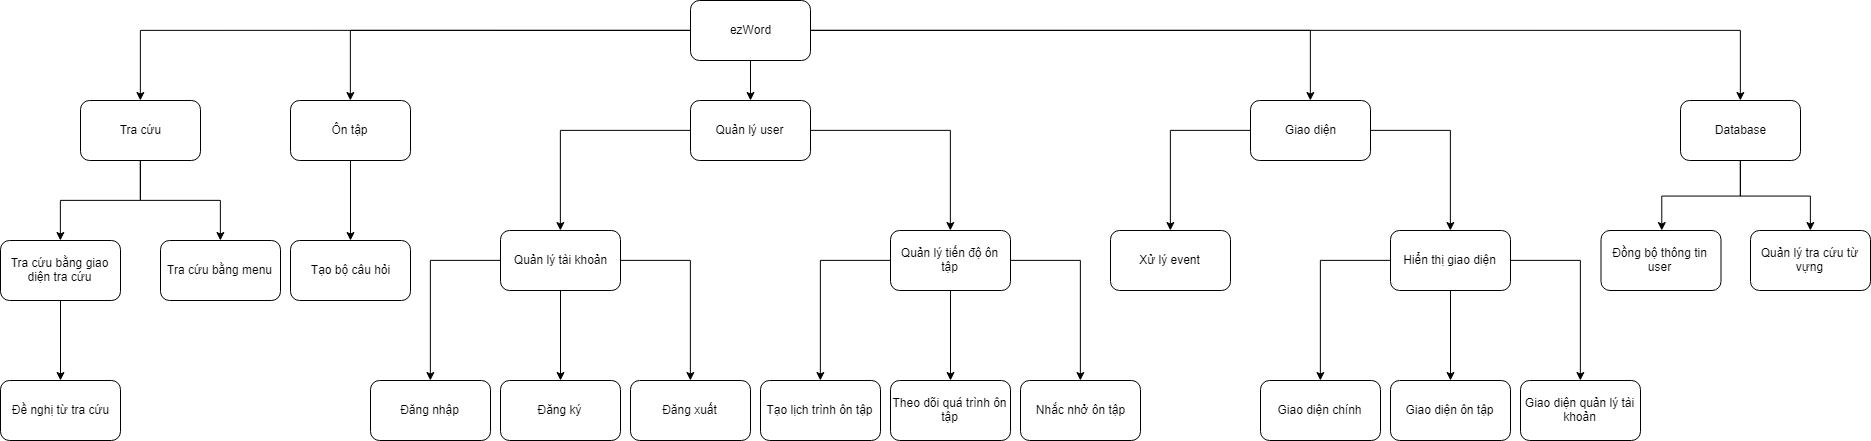 ezWord
Tra cứu
Ôn tập
Quản lý user
Giao diện
Database
Tra cứu bằng giao
diện tra cứu
Tra cứu bằng menu
Tạo bộ câu hỏi
Quản lý tải khoản
Quản lý tiến độ ôn
tập
Xử lý event
Hiển thị giao diện
Đồng bộ thông tin
user
Quản lý tra cứu từ
vựng
Đề nghị từ tra cứu
Đăng nhập
Đăng ký
Đăng xuất
Tạo lịch trình ôn tập
Theo dõi quá trình ôn
tập
Nhắc nhở ôn tập
Giao diện chính
Giao diện ôn tập
Giao diện quản lý tài
khoản